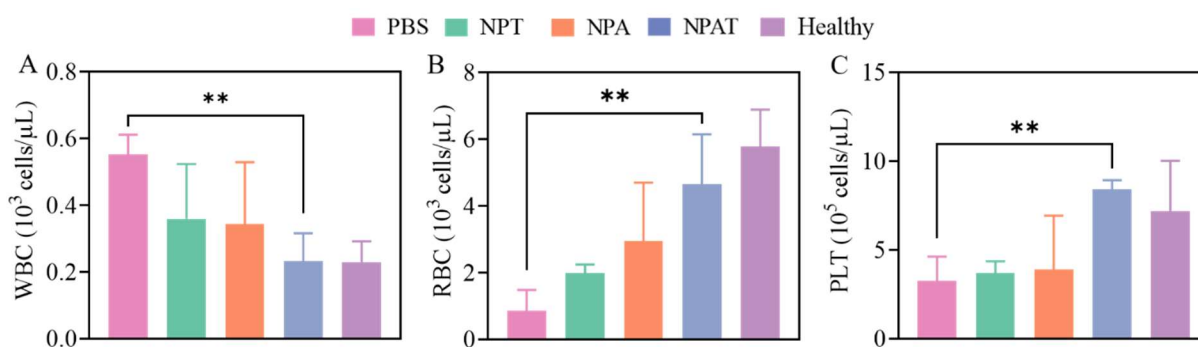 PBS NPT NPA NPAT Healthy
A
WBC (10³ cells/μL)
0.8
0.6
0.4
0.2
0.0
**
B
RBC (10³ cells/μL)
8
6
4
2
0
**
C
PLT (10⁵ cells/μL)
15
10
5
0
**